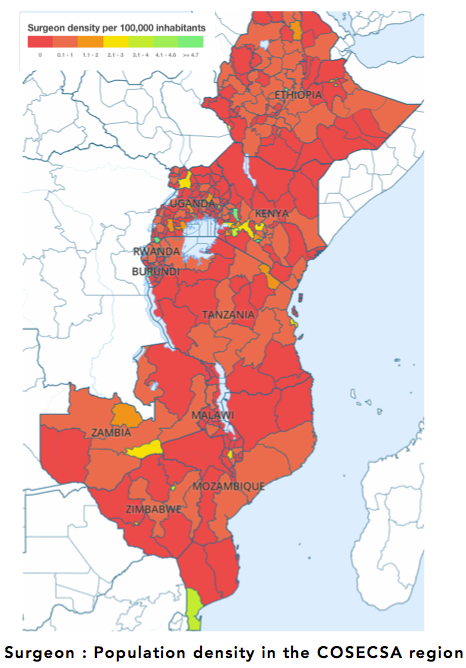 Surgeon density per 100,000 inhabitants
0 0.1 - 1 1.1 - 2 2.1 - 3 3.1 - 4 4.1 - 4.6 >= 4.7
ETHIOPIA
UGANDA
KENYA
RWANDA
BURUNDI
TANZANIA
MALAWI
ZAMBIA
MOZAMBIQUE
ZIMBABWE
Surgeon : Population density in the COSECSA region